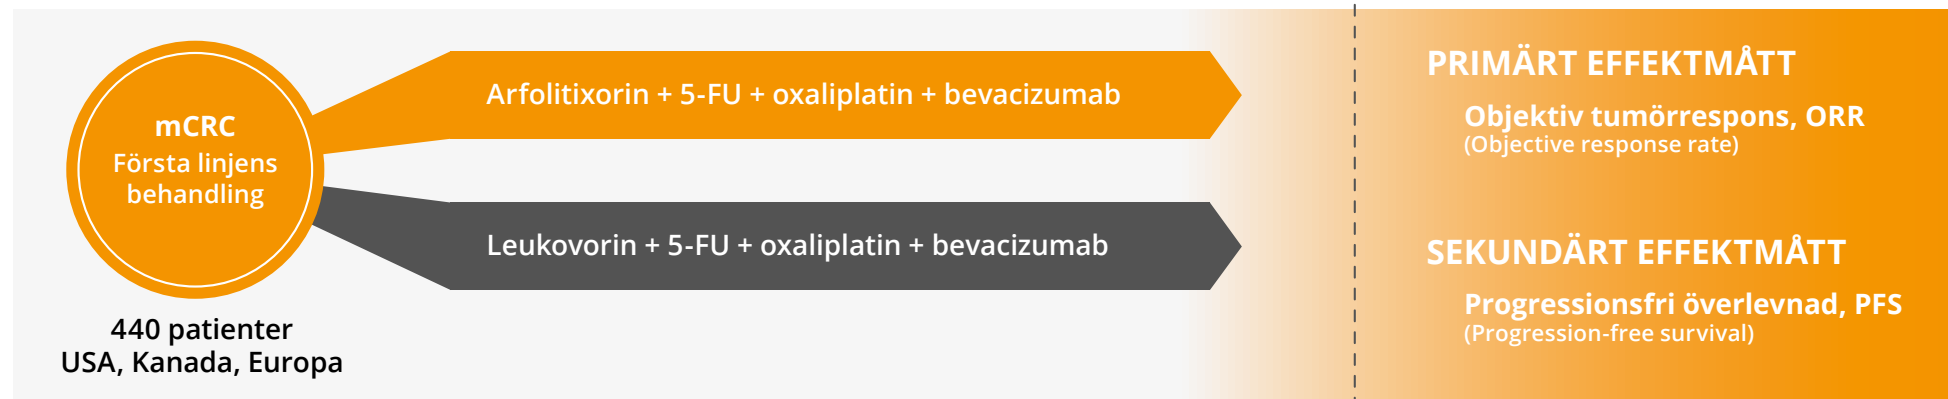 mCRC
Första linjens
behandling
440 patienter
USA, Kanada, Europa
Arfolitixorin + 5-FU + oxaliplatin + bevacizumab
Leukovorin + 5-FU + oxaliplatin + bevacizumab
PRIMÄRT EFFEKTMÅTT
Objektiv tumörrespons, ORR
(Objective response rate)
SEKUNDÄRT EFFEKTMÅTT
Progressionsfri överlevnad, PFS
(Progression-free survival)